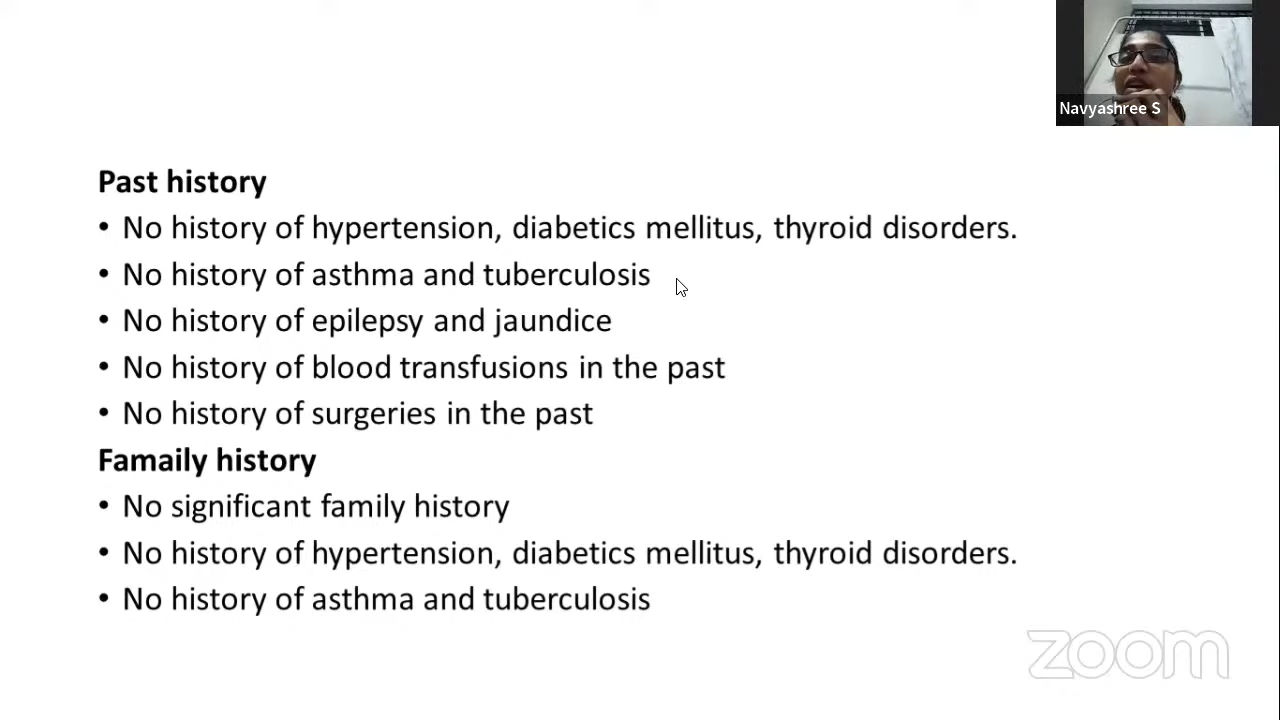 Navyashree S
Past history
• No history of hypertension, diabetics mellitus, thyroid disorders.
• No history of asthma and tuberculosis
• No history of epilepsy and jaundice
• No history of blood transfusions in the past
• No history of surgeries in the past
Famaily history
• No significant family history
• No history of hypertension, diabetics mellitus, thyroid disorders.
• No history of asthma and tuberculosis
zoom